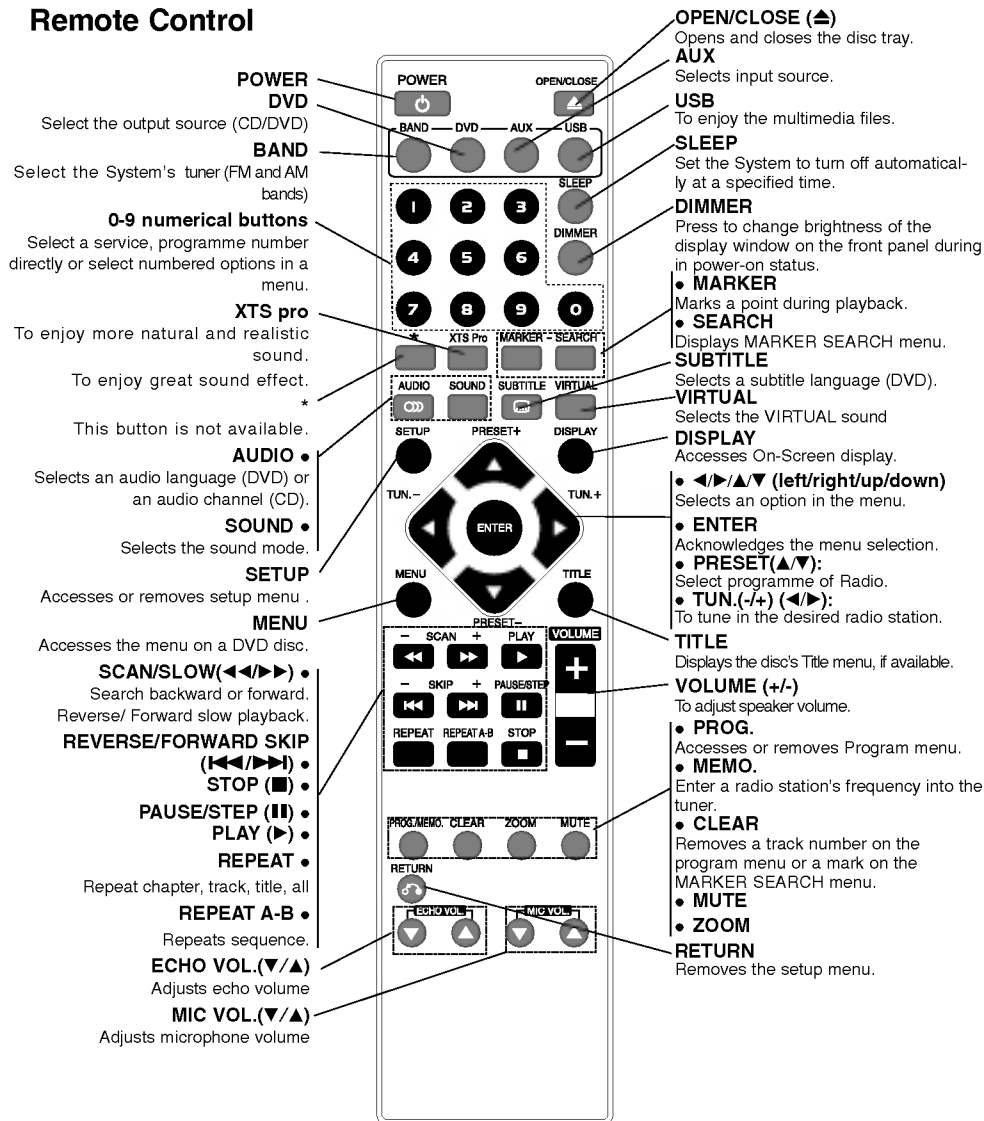 Remote Control
POWER
DVD
Select the output source (CD/DVD)
BAND
Select the System's tuner (FM and AM
bands)
0-9 numerical buttons
Select a service, programme number
directly or select numbered options in a
menu.
XTS pro
To enjoy more natural and realistic
sound.
To enjoy great sound effect.
*
This button is not available.
AUDIO ●
Selects an audio language (DVD) or
an audio channel (CD).
SOUND ●
Selects the sound mode.
SETUP
Accesses or removes setup menu .
MENU
Accesses the menu on a DVD disc.
SCAN/SLOW(◄◄/►►) ●
Search backward or forward.
Reverse/ Forward slow playback.
REVERSE/FORWARD SKIP
(I◄◄/►►I) ●
STOP (■) ●
PAUSE/STEP (II) ●
PLAY (►) ●
REPEAT ●
Repeat chapter, track, title, all
REPEAT A-B ●
Repeats sequence.
ECHO VOL.(▼/▲)
Adjusts echo volume
MIC VOL.(▼/▲)
Adjusts microphone volume
POWER
OPEN/CLOSE
BAND
DVD
AUX
USB
SLEEP
1 2 3
DIMMER
4 5 6
7 8 9 0
* XTS Pro MARKER SEARCH
AUDIO SOUND SUBTITLE VIRTUAL
SETUP PRESET+ DISPLAY
TUN.– TUN.+
ENTER
MENU TITLE
PRESET–
– SCAN + PLAY VOLUME
+
– SKIP + PAUSE/STEP
–
REPEAT REPEAT A-B STOP
PROG./MEMO. CLEAR ZOOM MUTE
RETURN
ECHO VOL. MIC VOL.
OPEN/CLOSE (⏏)
Opens and closes the disc tray.
AUX
Selects input source.
USB
To enjoy the multimedia files.
SLEEP
Set the System to turn off automatical-
ly at a specified time.
DIMMER
Press to change brightness of the
display window on the front panel during
in power-on status.
● MARKER
Marks a point during playback.
● SEARCH
Displays MARKER SEARCH menu.
SUBTITLE
Selects a subtitle language (DVD).
VIRTUAL
Selects the VIRTUAL sound
DISPLAY
Accesses On-Screen display.
● ◄/►/▲/▼ (left/right/up/down)
Selects an option in the menu.
● ENTER
Acknowledges the menu selection.
● PRESET(▲/▼):
Select programme of Radio.
● TUN.(-/+) (◄/►):
To tune in the desired radio station.
TITLE
Displays the disc's Title menu, if available.
VOLUME (+/-)
To adjust speaker volume.
● PROG.
Accesses or removes Program menu.
● MEMO.
Enter a radio station's frequency into the
tuner.
● CLEAR
Removes a track number on the
program menu or a mark on the
MARKER SEARCH menu.
● MUTE
● ZOOM
RETURN
Removes the setup menu.